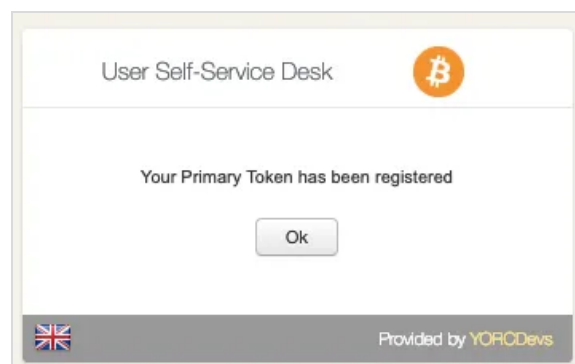 User Self-Service Desk
Your Primary Token has been registered
Ok
Provided by YORCDevs